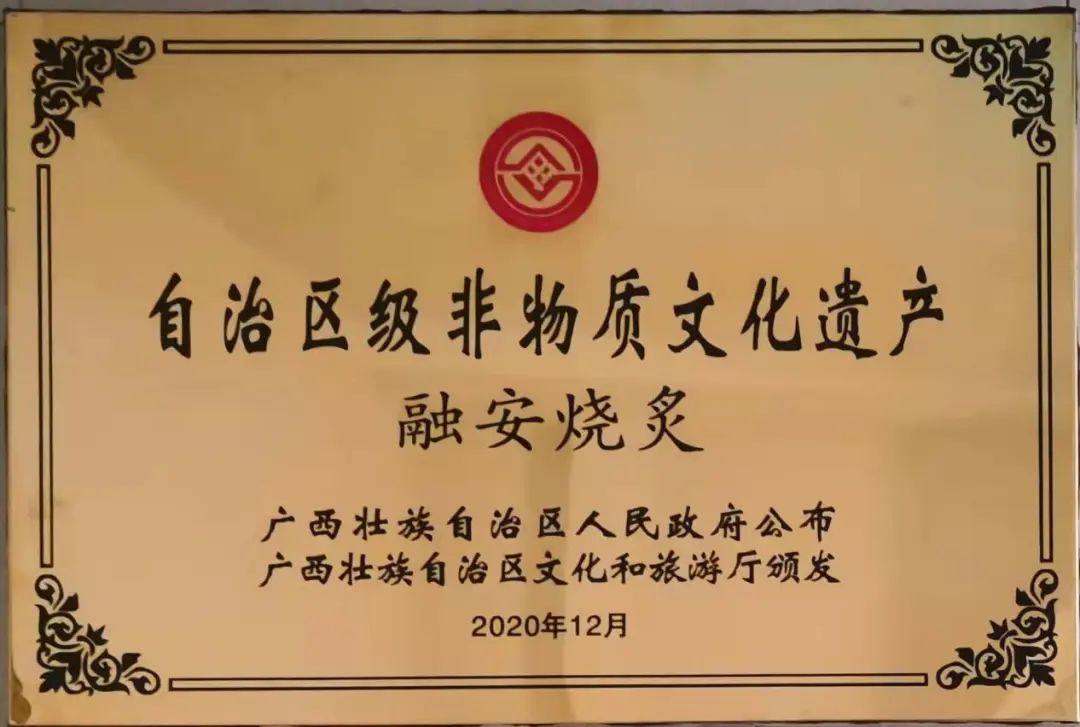 自治区级非物质文化遗产
融安烧炙
广西壮族自治区人民政府公布
广西壮族自治区文化和旅游厅颁发
2020年12月